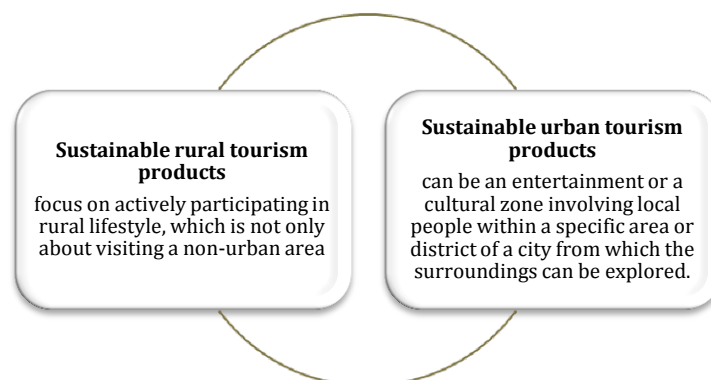 Sustainable rural tourism
products
focus on actively participating in
rural lifestyle, which is not only
about visiting a non-urban area
Sustainable urban tourism
products
can be an entertainment or a
cultural zone involving local
people within a specific area or
district of a city from which the
surroundings can be explored.